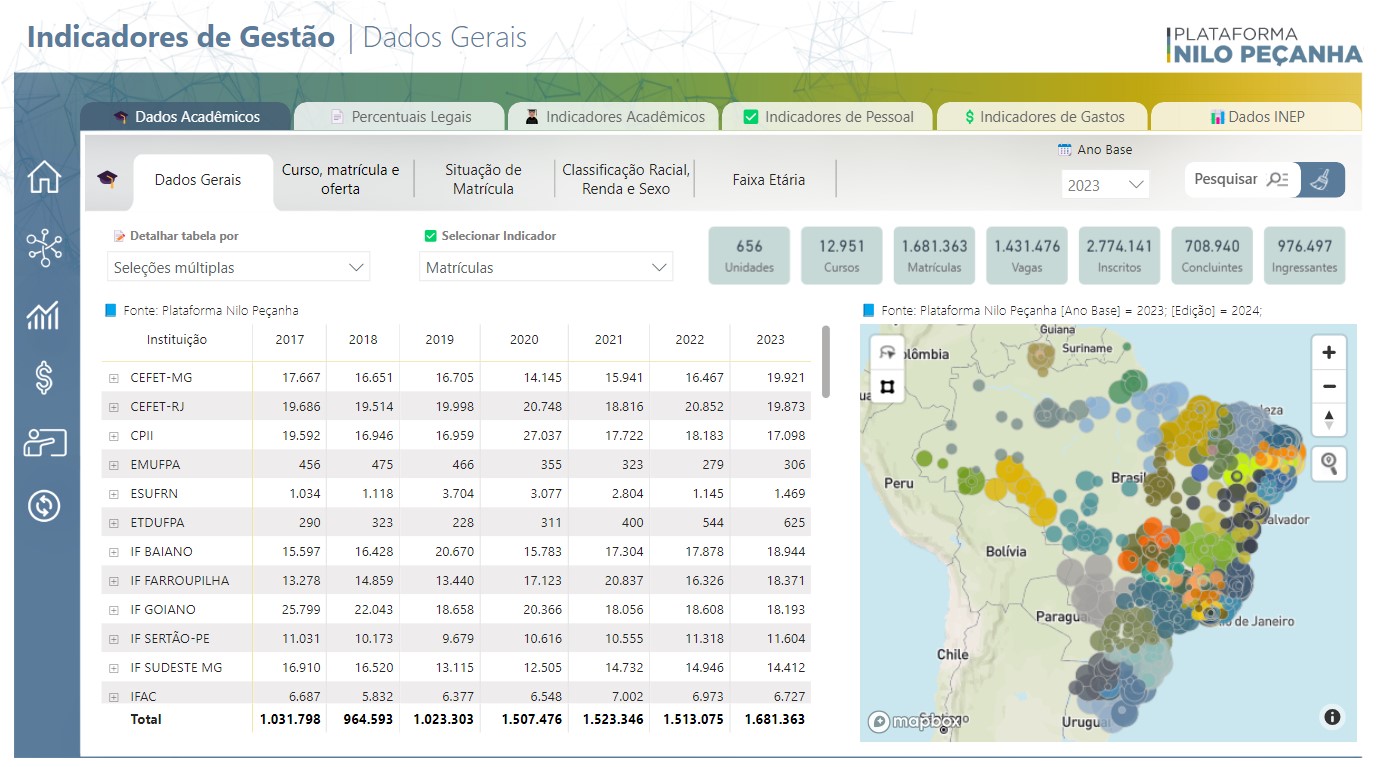 Indicadores de Gestão | Dados Gerais
PLATAFORMA
NILO PEÇANHA
Dados Acadêmicos
Percentuais Legais
Indicadores Acadêmicos
Indicadores de Pessoal
Indicadores de Gastos
Dados INEP
Dados Gerais
Curso, matrícula e
oferta
Situação de
Matrícula
Classificação Racial,
Renda e Sexo
Faixa Etária
Ano Base
2023
Pesquisar
Detalhar tabela por
Seleções múltiplas
Selecionar Indicador
Matrículas
656
Unidades
12.951
Cursos
1.681.363
Matrículas
1.431.476
Vagas
2.774.141
Inscritos
708.940
Concluintes
976.497
Ingressantes
Fonte: Plataforma Nilo Peçanha
Instituição 2017 2018 2019 2020 2021 2022 2023
CEFET-MG 17.667 16.651 16.705 14.145 15.941 16.467 19.921
CEFET-RJ 19.686 19.514 19.998 20.748 18.816 20.852 19.873
CPII 19.592 16.946 16.959 27.037 17.722 18.183 17.098
EMUFPA 456 475 466 355 323 279 306
ESUFRN 1.034 1.118 3.704 3.077 2.804 1.145 1.469
ETDUFPA 290 323 228 311 400 544 625
IF BAIANO 15.597 16.428 20.670 15.783 17.304 17.878 18.944
IF FARROUPILHA 13.278 14.859 13.440 17.123 20.837 16.326 18.371
IF GOIANO 25.799 22.043 18.658 20.366 18.056 18.608 18.193
IF SERTÃO-PE 11.031 10.173 9.679 10.616 10.555 11.318 11.604
IF SUDESTE MG 16.910 16.520 13.115 12.505 14.732 14.946 14.412
IFAC 6.687 5.832 6.377 6.548 7.002 6.973 6.727
Total 1.031.798 964.593 1.023.303 1.507.476 1.523.346 1.513.075 1.681.363
Fonte: Plataforma Nilo Peçanha [Ano Base] = 2023; [Edição] = 2024;
Guiana
Suriname
olômbia
leza
Peru
Brasil
Salvador
Bolívia
Paragua
io de Janeiro
Chile
Urugua
mapbox